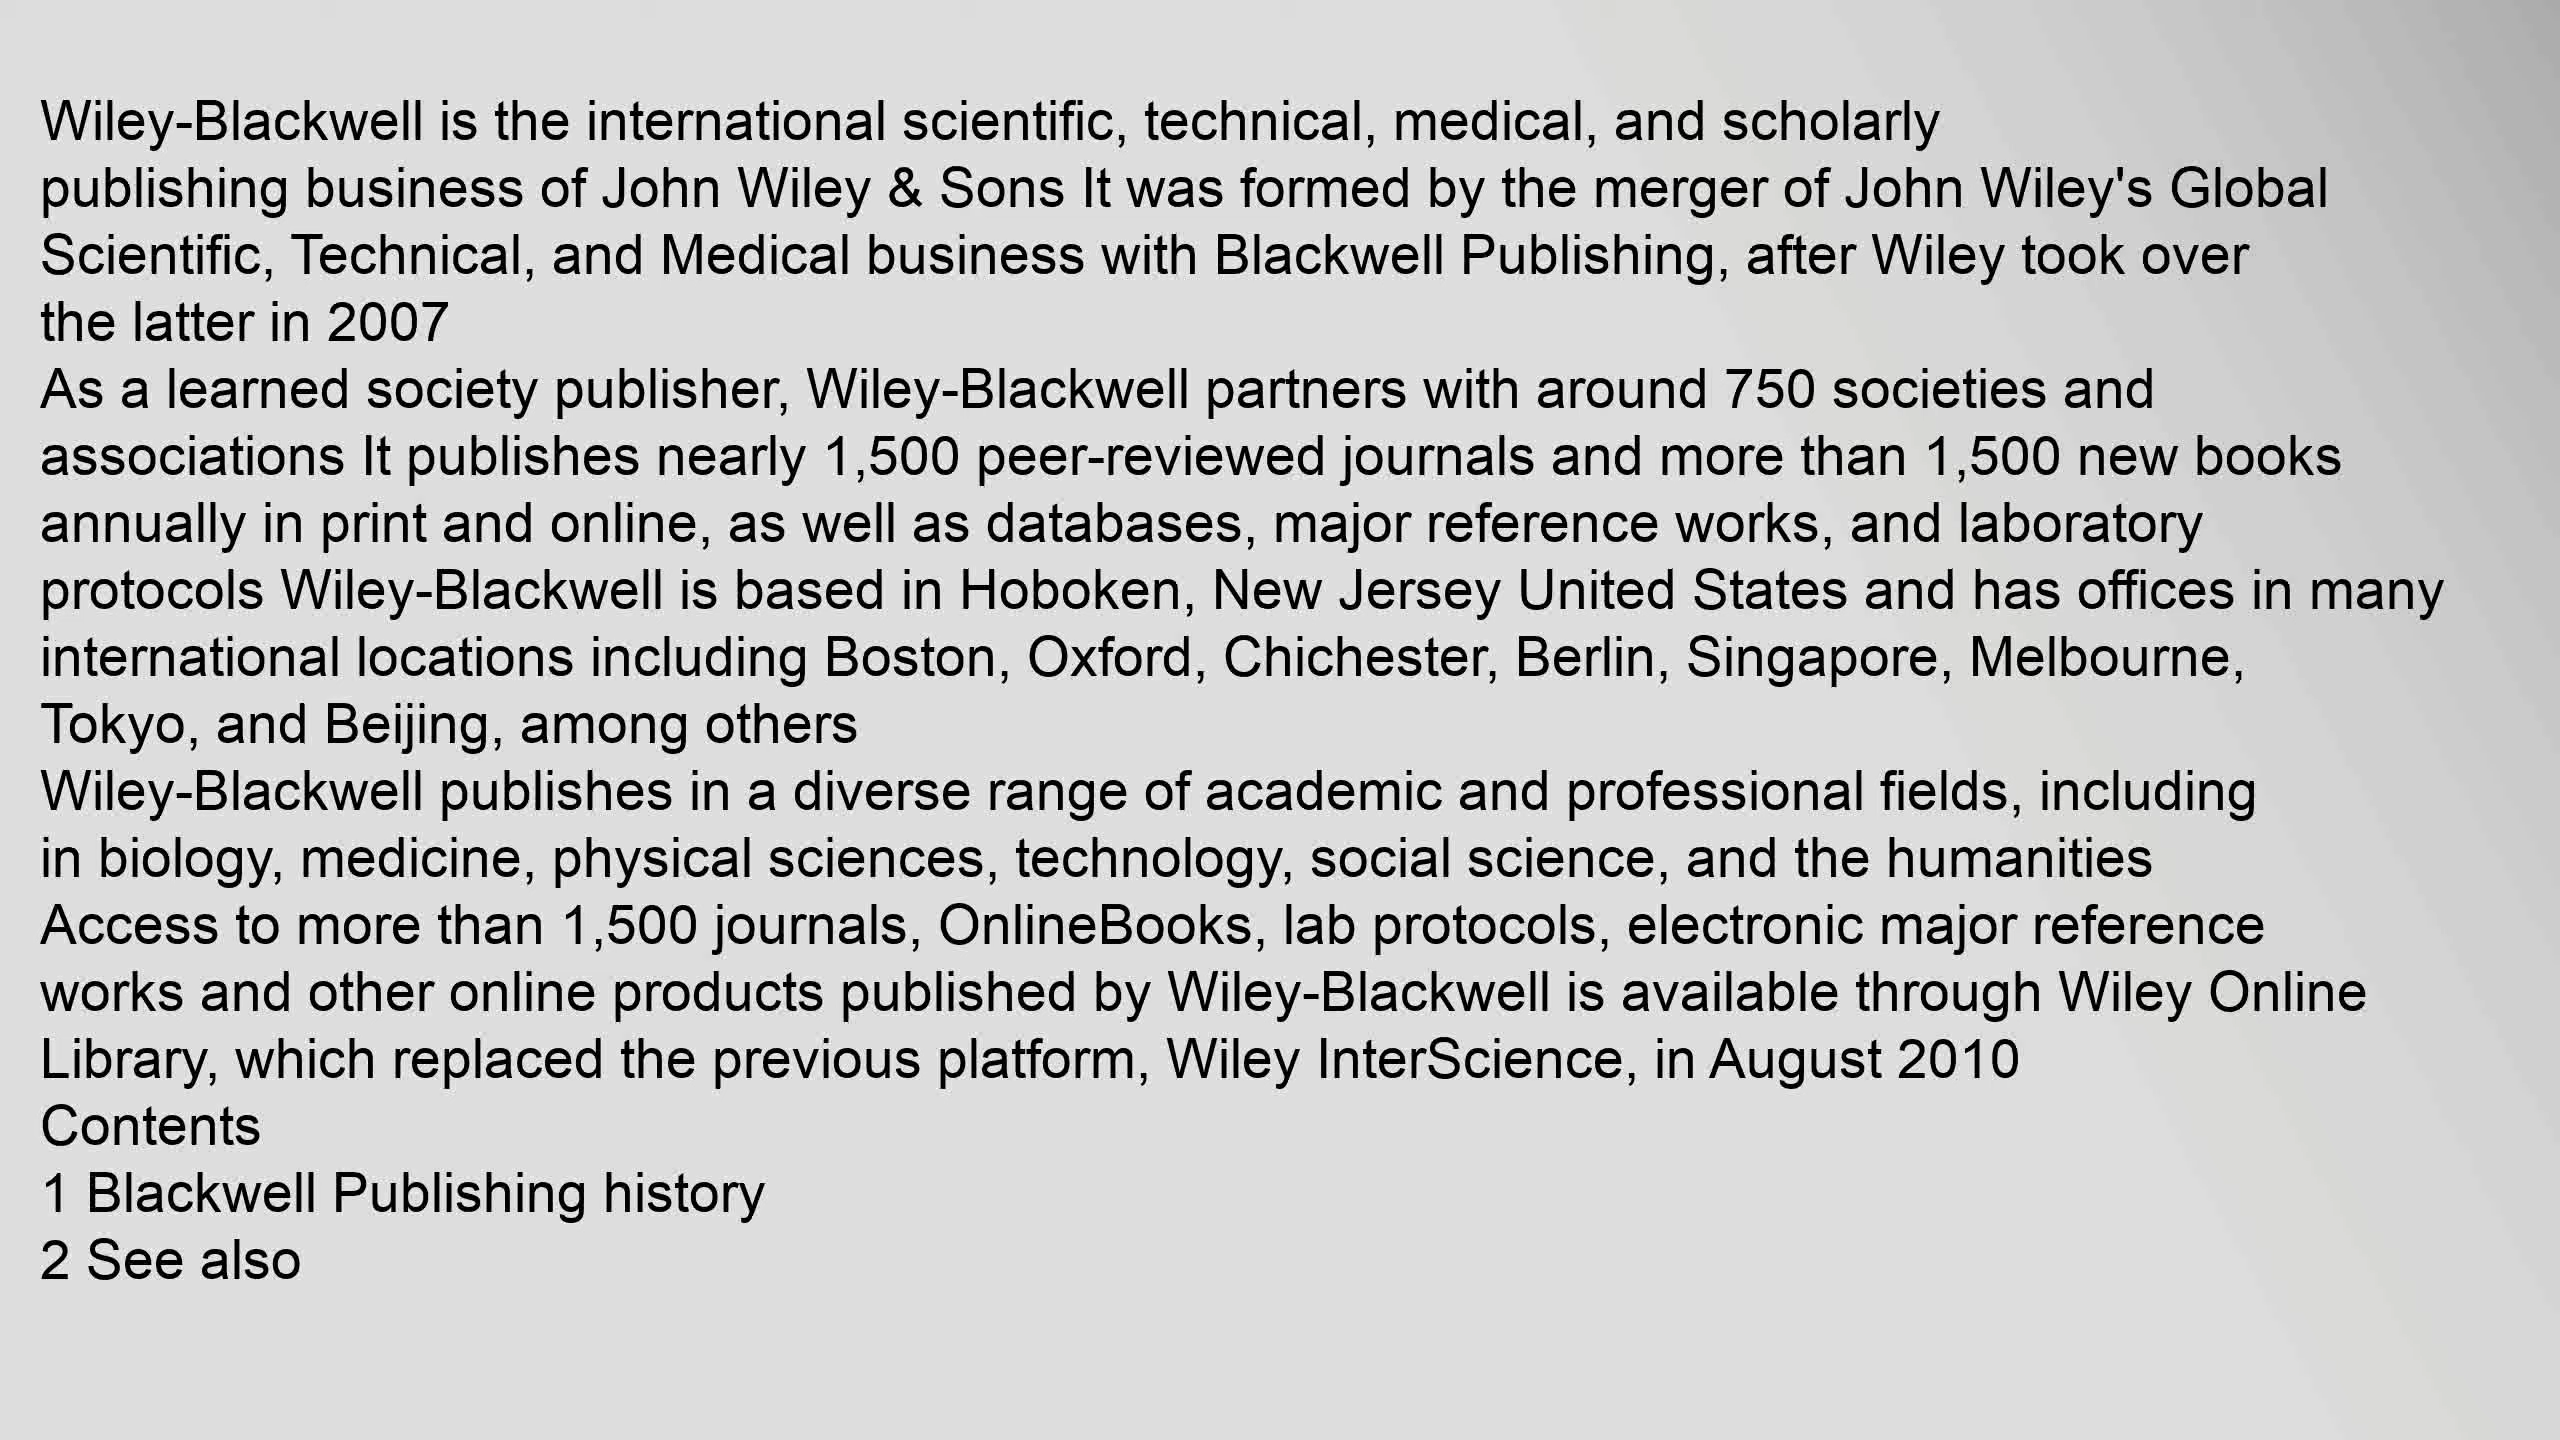 Wiley-Blackwell is the international scientific, technical, medical, and scholarly
publishing business of John Wiley & Sons It was formed by the merger of John Wiley's Global
Scientific, Technical, and Medical business with Blackwell Publishing, after Wiley took over
the latter in 2007
As a learned society publisher, Wiley-Blackwell partners with around 750 societies and
associations It publishes nearly 1,500 peer-reviewed journals and more than 1,500 new books
annually in print and online, as well as databases, major reference works, and laboratory
protocols Wiley-Blackwell is based in Hoboken, New Jersey United States and has offices in many
international locations including Boston, Oxford, Chichester, Berlin, Singapore, Melbourne,
Tokyo, and Beijing, among others
Wiley-Blackwell publishes in a diverse range of academic and professional fields, including
in biology, medicine, physical sciences, technology, social science, and the humanities
Access to more than 1,500 journals, OnlineBooks, lab protocols, electronic major reference
works and other online products published by Wiley-Blackwell is available through Wiley Online
Library, which replaced the previous platform, Wiley InterScience, in August 2010
Contents
1 Blackwell Publishing history
2 See also